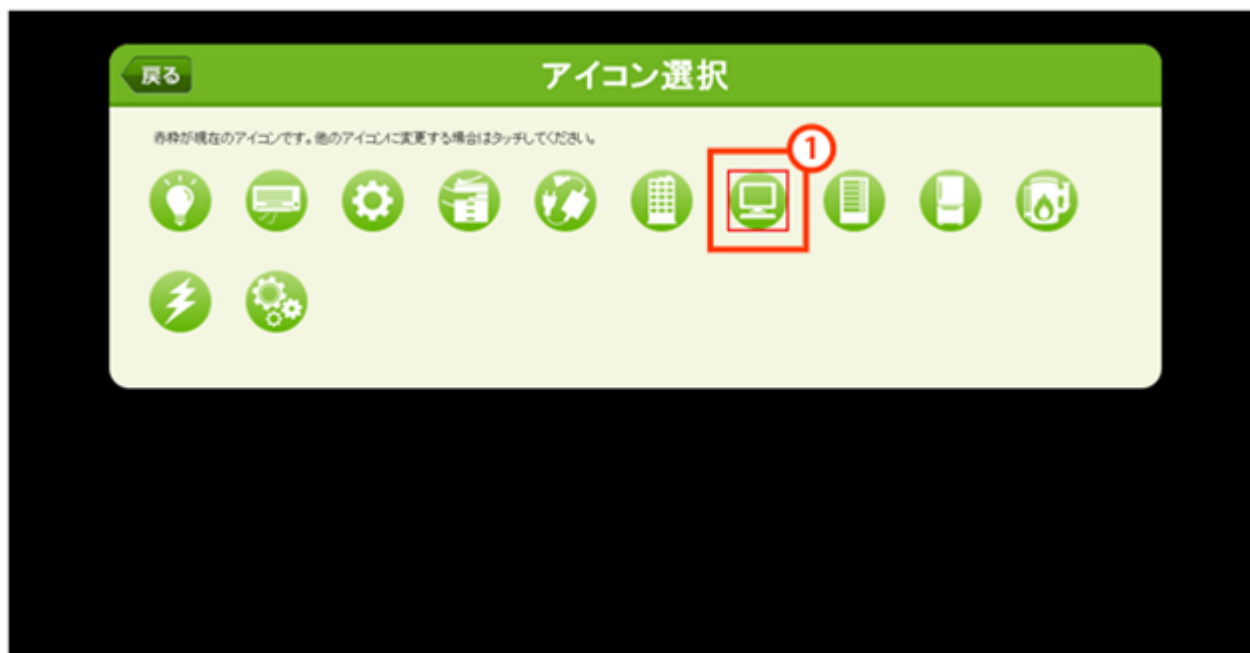 戻る
アイコン選択
赤枠が現在のアイコンです。他のアイコンに変更する場合はタッチしてください。
1